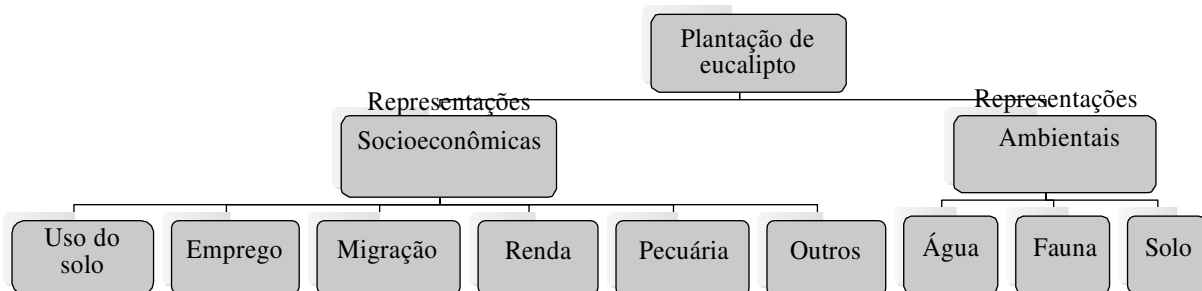 Plantação de
eucalipto
Representações
Socioeconômicas
Representações
Ambientais
Uso do
solo
Emprego
Migração
Renda
Pecuária
Outros
Água
Fauna
Solo